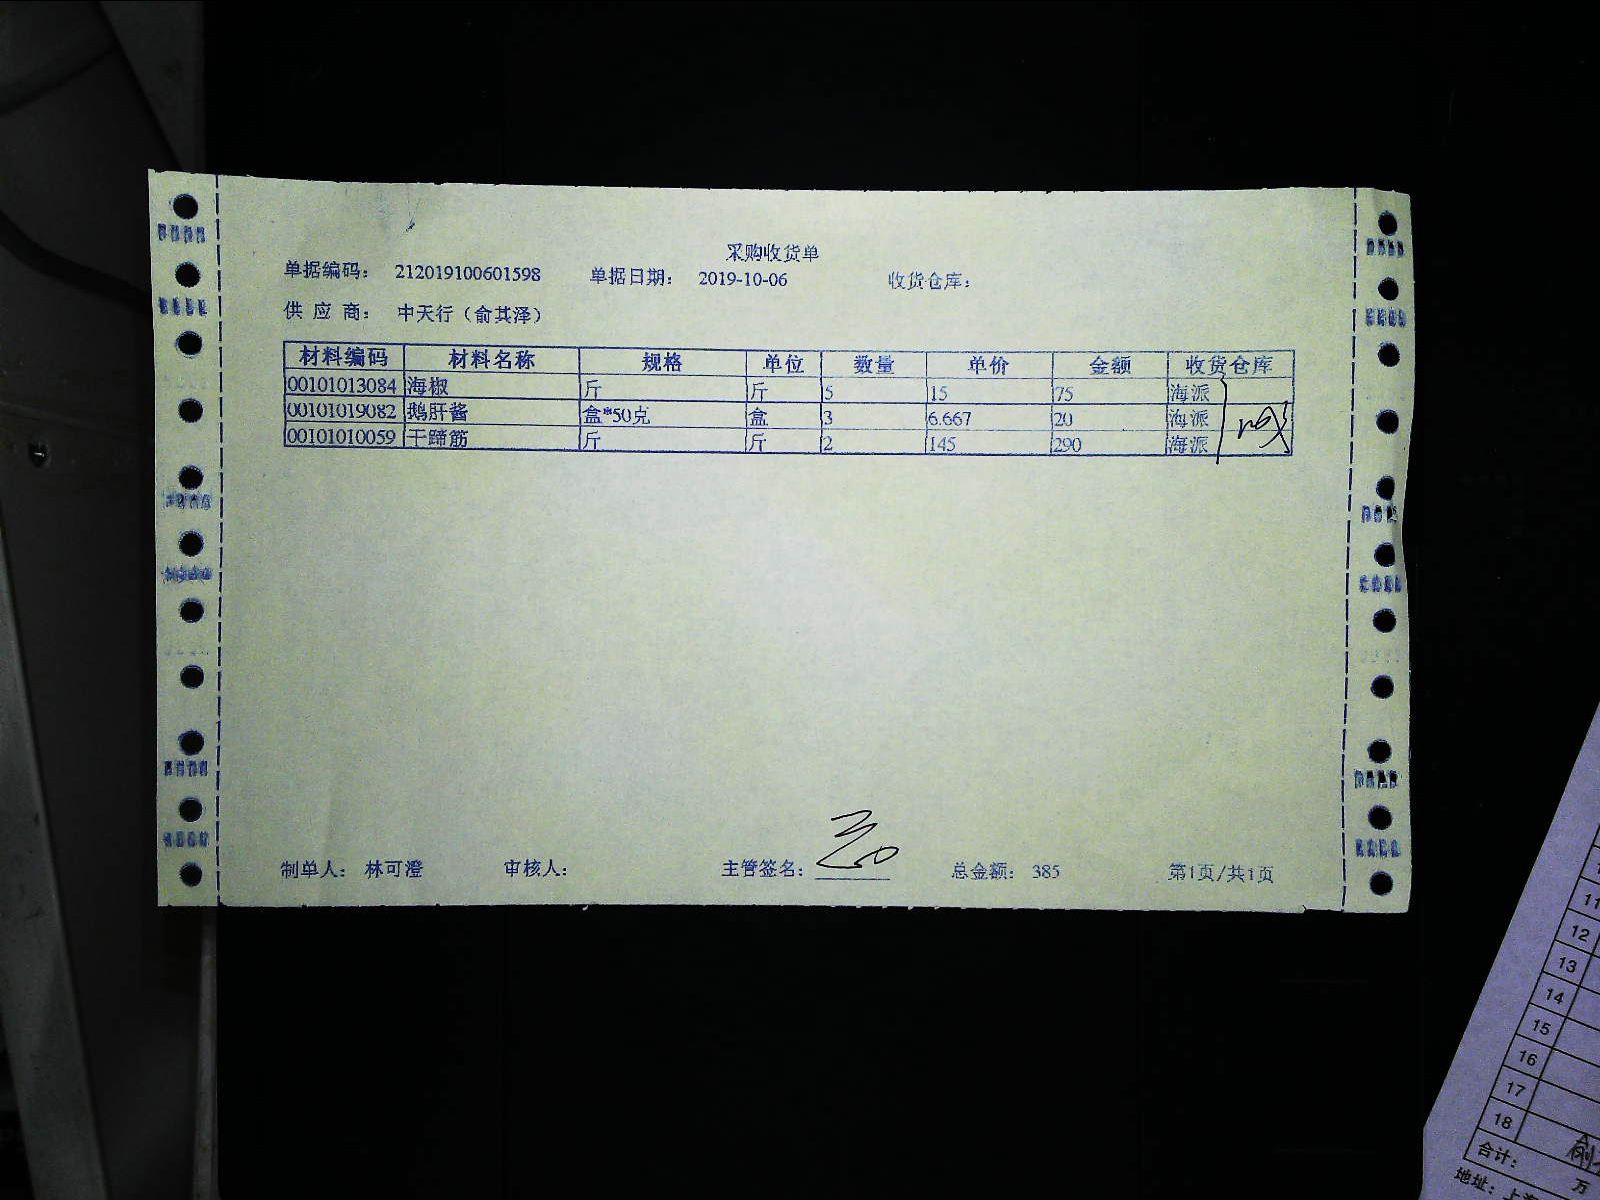 采购收货单
单据编码： 212019100601598 单据日期： 2019-10-06 收货仓库：
供 应 商： 中天行（俞其泽）
材料编码 材料名称 规格 单位 数量 单价 金额 收货仓库
00101013084 海椒 斤 斤 5 15 75 海派
00101019082 鹅肝酱 盒*50克 盒 3 6.667 20 海派
00101010059 干蹄筋 斤 斤 2 145 290 海派
制单人： 林可澄 审核人： 主管签名： 总金额： 385 第1页/共1页
11
12
13
14
15
16
17
18
合计： 万
地址： 上海